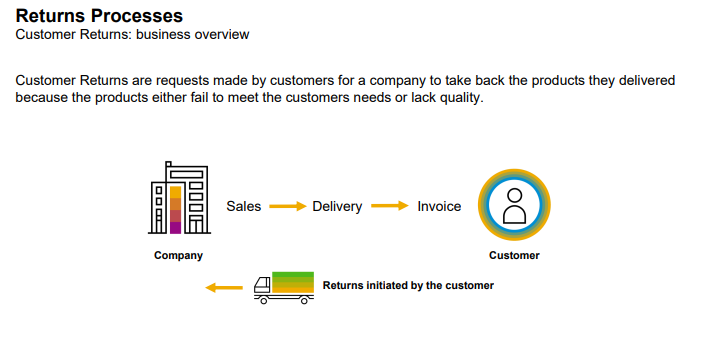 Returns Processes
Customer Returns: business overview
Customer Returns are requests made by customers for a company to take back the products they delivered
because the products either fail to meet the customers needs or lack quality.
Sales Delivery Invoice
Company Customer
Returns initiated by the customer